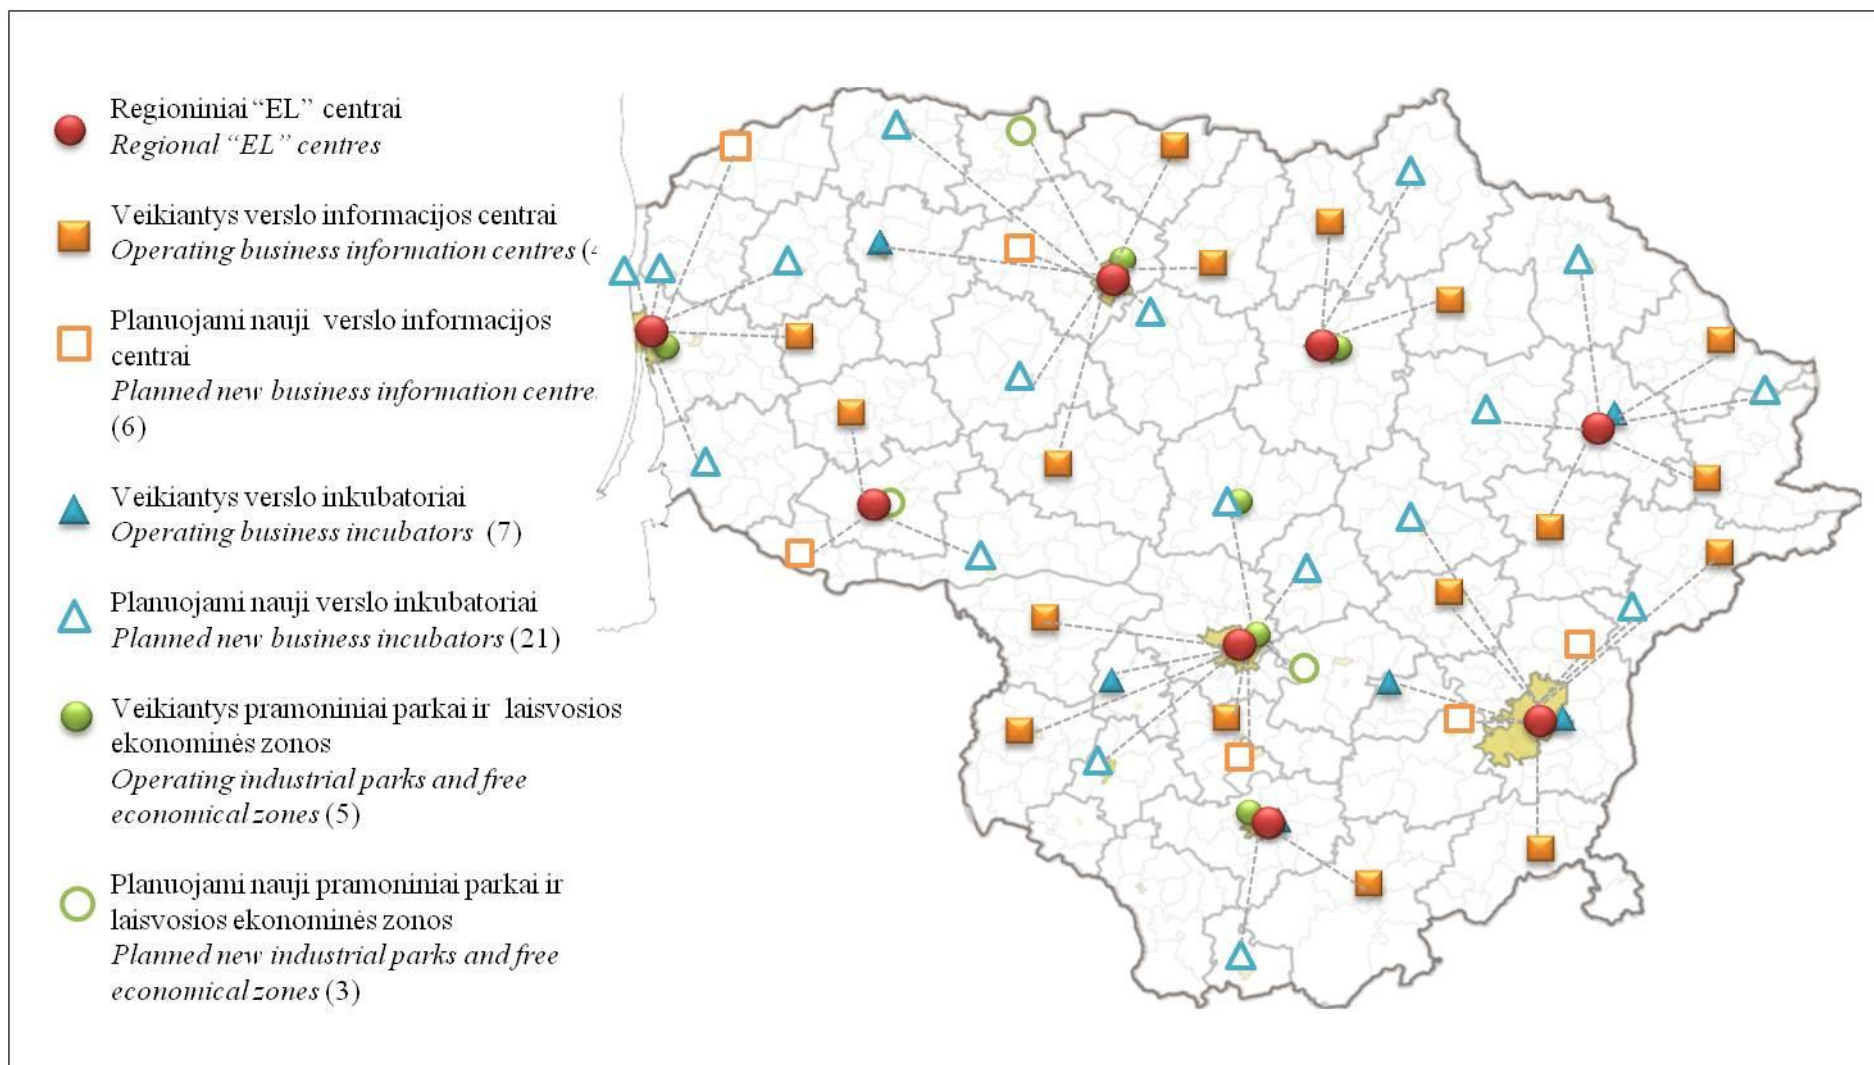 Regioniniai “EL” centrai
Regional “EL” centres
Veikiantys verslo informacijos centrai
Operating business information centres (
Planuojami nauji verslo informacijos
centrai
Planned new business information centre
(6)
Veikiantys verslo inkubatoriai
Operating business incubators (7)
Planuojami nauji verslo inkubatoriai
Planned new business incubators (21)
Veikiantys pramoniniai parkai ir laisvosios
ekonominės zonos
Operating industrial parks and free
economical zones (5)
Planuojami nauji pramoniniai parkai ir
laisvosios ekonominės zonos
Planned new industrial parks and free
economical zones (3)